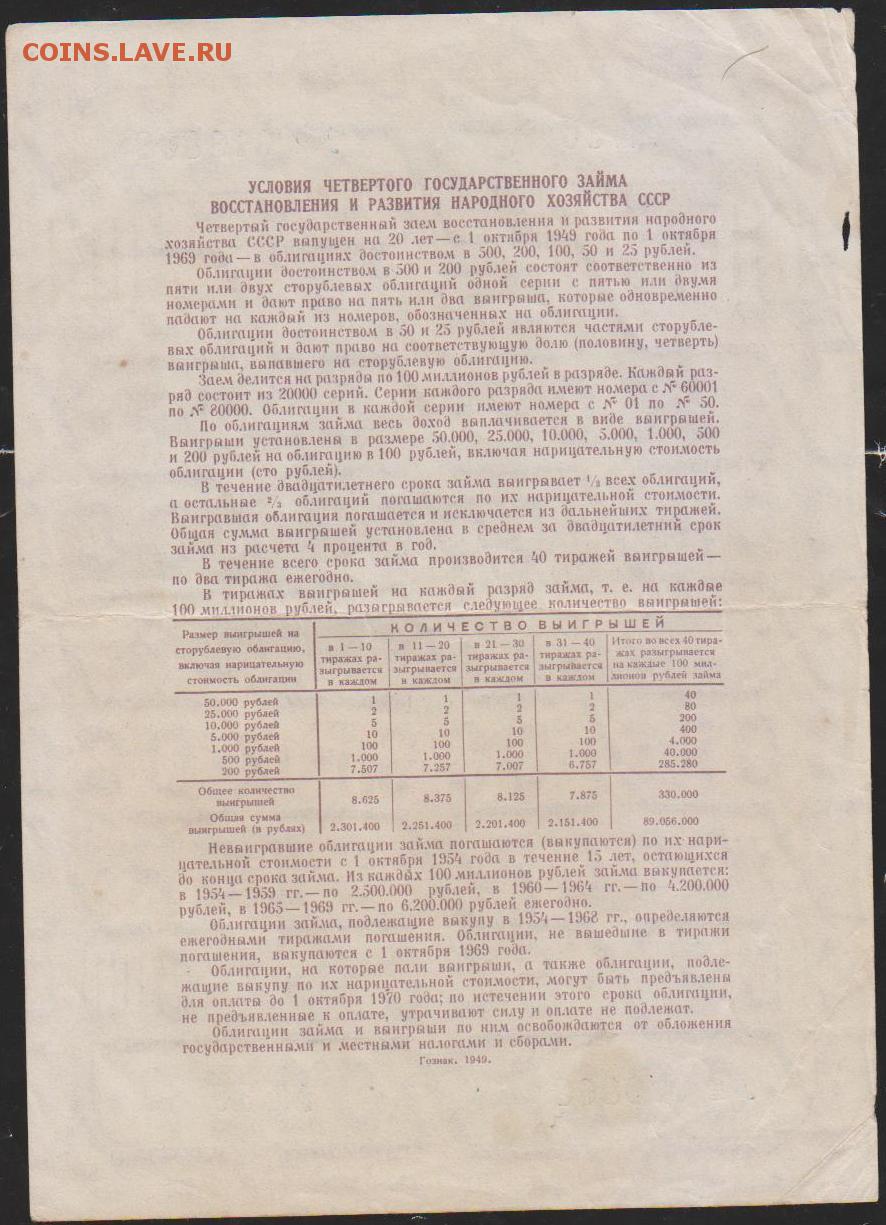 COINS.LAVE.RU
УСЛОВИЯ ЧЕТВЕРТОГО ГОСУДАРСТВЕННОГО ЗАЙМА
ВОССТАНОВЛЕНИЯ И РАЗВИТИЯ НАРОДНОГО ХОЗЯЙСТВА СССР
Четвертый государственный заем восстановления и развития народного
хозяйства СССР выпущен на 20 лет—с 1 октября 1949 года по 1 октября
1969 года—в облигациях достоинством в 500, 200, 100, 50 и 25 рублей.
Облигации достоинством в 500 и 200 рублей состоят соответственно из
пяти или двух сторублевых облигаций одной серии с пятью или двумя
номерами и дают право на пять или два выигрыша, которые одновременно
падают на каждый из номеров, обозначенных на облигации.
Облигации достоинством в 50 и 25 рублей являются частями сторубле-
вых облигаций и дают право на соответствующую долю (половину, четверть)
выигрыша, выпавшего на сторублевую облигацию.
Заем делится на разряды по 100 миллионов рублей в разряде. Каждый раз-
ряд состоит из 20000 серий. Серии каждого разряда имеют номера с № 60001
по № 80000. Облигации в каждой серии имеют номера с № 01 по № 50.
По облигациям займа весь доход выплачивается в виде выигрышей.
Выигрыши установлены в размере 50.000, 25.000, 10.000, 5.000, 1.000, 500
и 200 рублей на облигацию в 100 рублей, включая нарицательную стоимость
облигации (сто рублей).
В течение двадцатилетнего срока займа выигрывает 1/3 всех облигаций,
а остальные 2/3 облигаций погашаются по их нарицательной стоимости.
Выигравшая облигация погашается и исключается из дальнейших тиражей.
Общая сумма выигрышей установлена в среднем за двадцатилетний срок
займа из расчета 4 процента в год.
В течение всего срока займа производится 40 тиражей выигрышей—
по два тиража ежегодно.
В тиражах выигрышей на каждый разряд займа, т. е. на каждые
100 миллионов рублей, разыгрывается следующее количество выигрышей:
Размер выигрышей на сторублевую облигацию, включая нарицательную стоимость облигации
КОЛИЧЕСТВО ВЫИГРЫШЕЙ
в 1—10 тиражах разыгрывается в каждом
в 11—20 тиражах разыгрывается в каждом
в 21—30 тиражах разыгрывается в каждом
в 31—40 тиражах разыгрывается в каждом
Итого во всех 40 тиражах разыгрывается на каждые 100 миллионов рублей займа
50.000 рублей 1 1 1 1 40
25.000 рублей 2 2 2 2 80
10.000 рублей 5 5 5 5 200
5.000 рублей 10 10 10 10 400
1.000 рублей 100 100 100 100 4.000
500 рублей 1.000 1.000 1.000 1.000 40.000
200 рублей 7.507 7.257 7.007 6.757 285.280
Общее количество выигрышей 8.625 8.375 8.125 7.875 330.000
Общая сумма выигрышей (в рублях) 2.301.400 2.251.400 2.201.400 2.151.400 89.056.000
Невыигравшие облигации займа погашаются (выкупаются) по их нари-
цательной стоимости с 1 октября 1954 года в течение 15 лет, остающихся
до конца срока займа. Из каждых 100 миллионов рублей займа выкупается:
в 1954—1959 гг.—по 2.500.000 рублей, в 1960—1964 гг.—по 4.200.000
рублей, в 1965—1969 гг.—по 6.200.000 рублей ежегодно.
Облигации займа, подлежащие выкупу в 1954—1968 гг., определяются
ежегодными тиражами погашения. Облигации, не вышедшие в тиражи
погашения, выкупаются с 1 октября 1969 года.
Облигации, на которые пали выигрыши, а также облигации, подле-
жащие выкупу по их нарицательной стоимости, могут быть предъявлены
для оплаты до 1 октября 1970 года; по истечении этого срока облигации,
не предъявленные к оплате, утрачивают силу и оплате не подлежат.
Облигации займа и выигрыши по ним освобождаются от обложения
государственными и местными налогами и сборами.
Гознак. 1949.